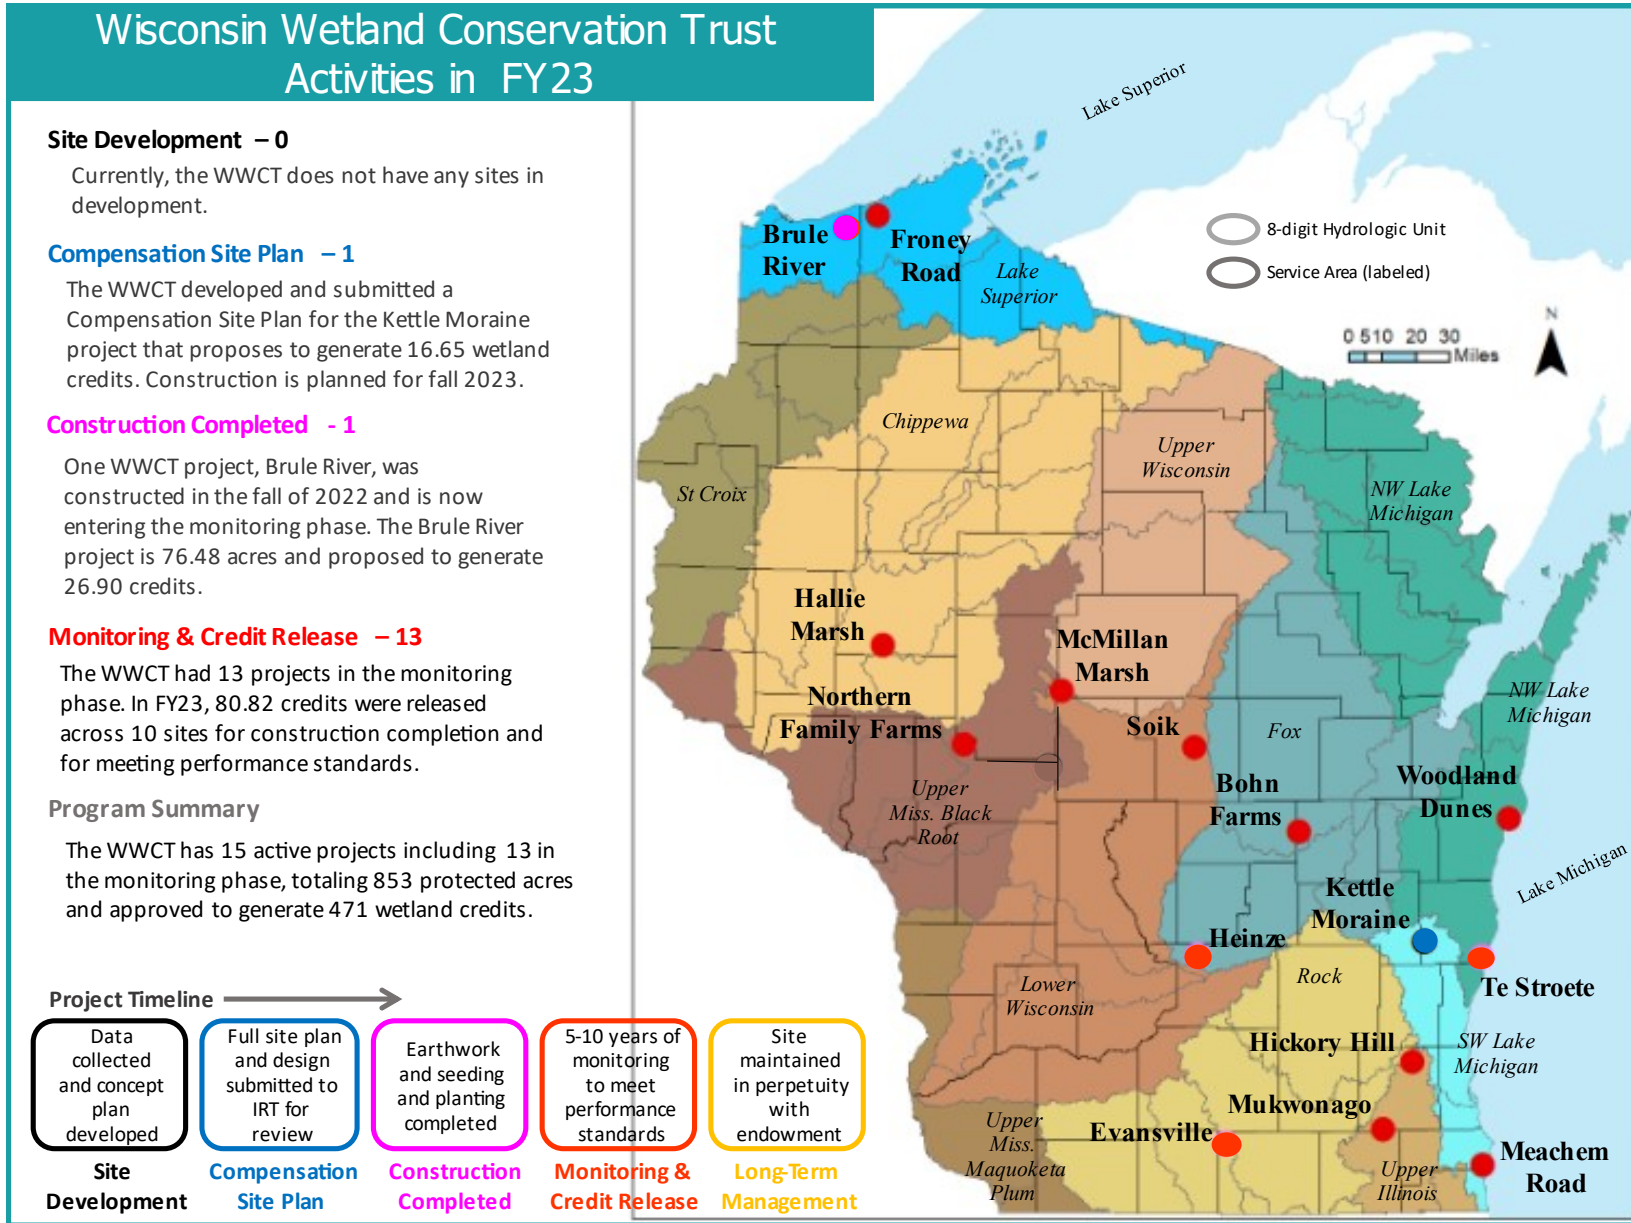 Wisconsin Wetland Conservation Trust
Activities in FY23
Site Development – 0
Currently, the WWCT does not have any sites in
development.
Compensation Site Plan – 1
The WWCT developed and submitted a
Compensation Site Plan for the Kettle Moraine
project that proposes to generate 16.65 wetland
credits. Construction is planned for fall 2023.
Construction Completed - 1
One WWCT project, Brule River, was
constructed in the fall of 2022 and is now
entering the monitoring phase. The Brule River
project is 76.48 acres and proposed to generate
26.90 credits.
Monitoring & Credit Release – 13
The WWCT had 13 projects in the monitoring
phase. In FY23, 80.82 credits were released
across 10 sites for construction completion and
for meeting performance standards.
Program Summary
The WWCT has 15 active projects including 13 in
the monitoring phase, totaling 853 protected acres
and approved to generate 471 wetland credits.
Project Timeline
Data
collected
and concept
plan
developed
Site
Development
Full site plan
and design
submitted to
IRT for
review
Compensation
Site Plan
Earthwork
and seeding
and planting
completed
Construction
Completed
5-10 years of
monitoring
to meet
performance
standards
Monitoring &
Credit Release
Site
maintained
in perpetuity
with
endowment
Long-Term
Management
Lake Superior
8-digit Hydrologic Unit
Service Area (labeled)
N
0 5 10 20 30
Miles
Brule
River
Froney
Road
Lake
Superior
Chippewa
Upper
Wisconsin
St Croix
NW Lake
Michigan
Hallie
Marsh
McMillan
Marsh
Northern
Family Farms
NW Lake
Michigan
Soik
Fox
Upper
Miss. Black
Root
Bohn
Farms
Woodland
Dunes
Lake Michigan
Kettle
Moraine
Heinze
Rock
Te Stroete
Lower
Wisconsin
Hickory Hill
SW Lake
Michigan
Mukwonago
Evansville
Upper
Miss.
Maquoketa
Plum
Upper
Illinois
Meachem
Road